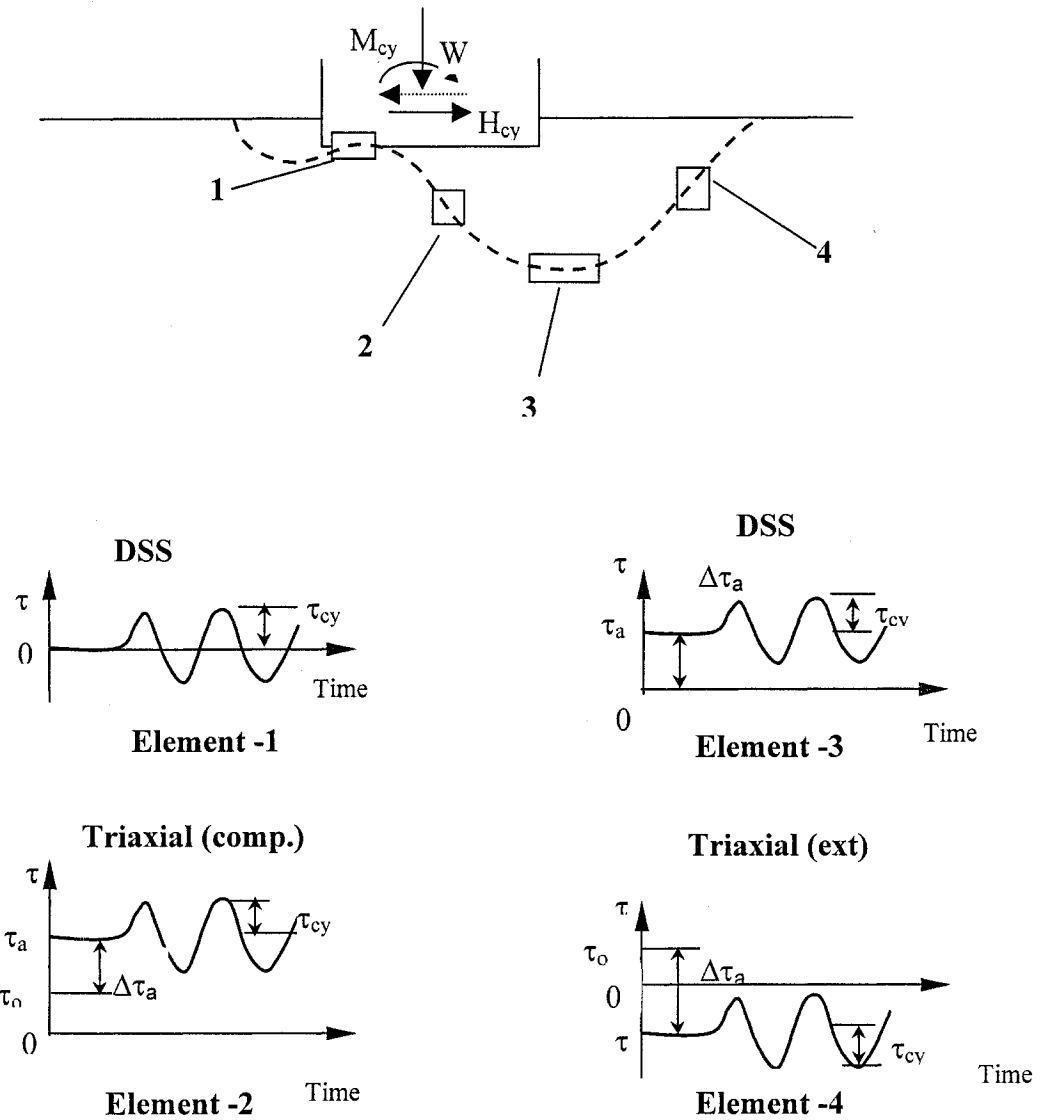 M_cy
W
H_cy
1
2
3
4
DSS
τ
0
τ_cy
Time
Element -1
DSS
τ
Δτ_a
τ_a
τ_cv
0
Time
Element -3
Triaxial (comp.)
τ
τ_a
τ_cy
τ_o
Δτ_a
0
Time
Element -2
Triaxial (ext)
τ
τ_o
Δτ_a
0
τ
τ_cy
Time
Element -4